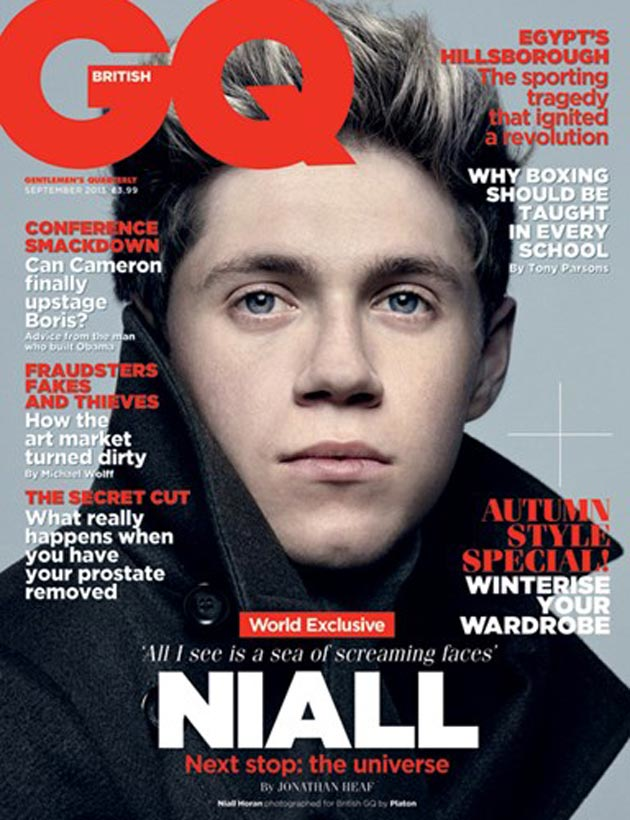 GQ
BRITISH
GENTLEMEN'S QUARTERLY
SEPTEMBER 2013 £3.99
CONFERENCE
SMACKDOWN
Can Cameron
finally
upstage
Boris?
Advice from the man
who built Obama
FRAUDSTERS
FAKES
AND THIEVES
How the
art market
turned dirty
By Michael Wolff
THE SECRET CUT
What really
happens when
you have
your prostate
removed
EGYPT'S
HILLSBOROUGH
The sporting
tragedy
that ignited
a revolution
WHY BOXING
SHOULD BE
TAUGHT
IN EVERY
SCHOOL
By Tony Parsons
AUTUMN
STYLE
SPECIAL!
WINTERISE
YOUR
WARDROBE
World Exclusive
'All I see is a sea of screaming faces'
NIALL
Next stop: the universe
By JONATHAN HEAF
Niall Horan photographed for British GQ by Platon